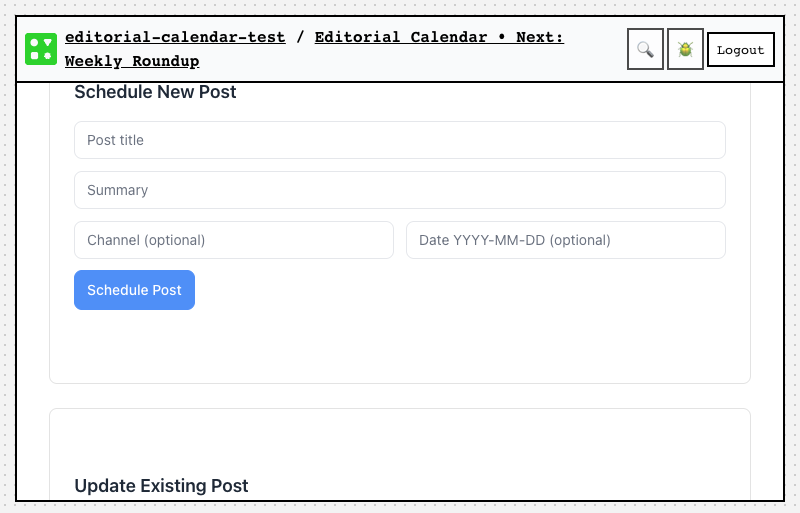 editorial-calendar-test / Editorial Calendar • Next:
Weekly Roundup
Logout
Schedule New Post
Post title
Summary
Channel (optional)
Date YYYY-MM-DD (optional)
Schedule Post
Update Existing Post